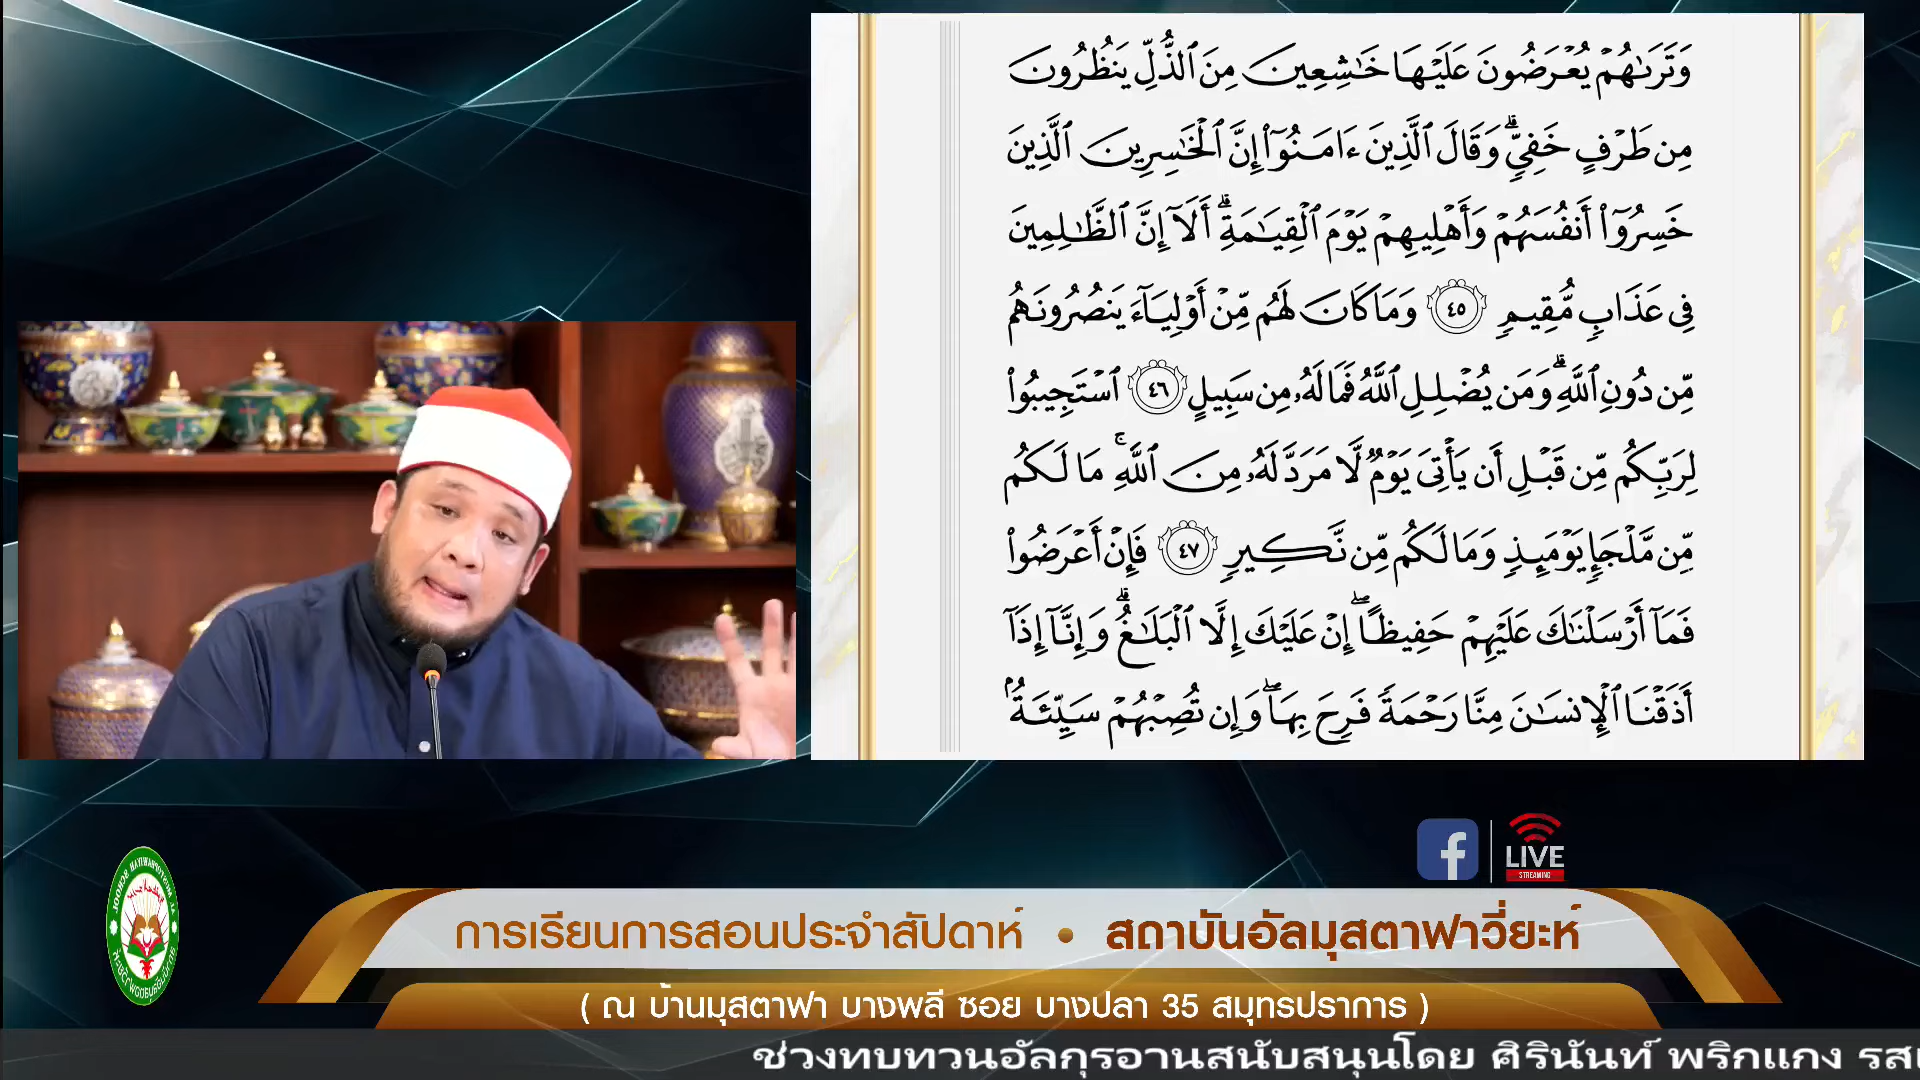 وَتَرَىٰهُمۡ يُعۡرَضُونَ عَلَيۡهَا خَٰشِعِينَ مِنَ ٱلذُّلِّ يَنظُرُونَ
مِن طَرۡفٍ خَفِيّٖۗ وَقَالَ ٱلَّذِينَ ءَامَنُوٓاْ إِنَّ ٱلۡخَٰسِرِينَ ٱلَّذِينَ
خَسِرُوٓاْ أَنفُسَهُمۡ وَأَهۡلِيهِمۡ يَوۡمَ ٱلۡقِيَٰمَةِۗ أَلَآ إِنَّ ٱلظَّٰلِمِينَ
فِي عَذَابٖ مُّقِيمٖ ٤٥ وَمَا كَانَ لَهُم مِّنۡ أَوۡلِيَآءَ يَنصُرُونَهُم
مِّن دُونِ ٱللَّهِۗ وَمَن يُضۡلِلِ ٱللَّهُ فَمَا لَهُۥ مِن سَبِيلٍ ٤٦ ٱسۡتَجِيبُواْ
لِرَبِّكُم مِّن قَبۡلِ أَن يَأۡتِيَ يَوۡمٞ لَّا مَرَدَّ لَهُۥ مِنَ ٱللَّهِۚ مَا لَكُم
مِّن مَّلۡجَإٖ يَوۡمَئِذٖ وَمَا لَكُم مِّن نَّكِيرٖ ٤٧ فَإِنۡ أَعۡرَضُواْ
فَمَآ أَرۡسَلۡنَٰكَ عَلَيۡهِمۡ حَفِيظًاۖ إِنۡ عَلَيۡكَ إِلَّا ٱلۡبَلَٰغُۗ وَإِنَّآ إِذَآ
أَذَقۡنَا ٱلۡإِنسَٰنَ مِنَّا رَحۡمَةٗ فَرِحَ بِهَاۖ وَإِن تُصِبۡهُمۡ سَيِّئَةُۢ
LIVE
STREAMING
การเรียนการสอนประจำสัปดาห์ • สถาบันอัลมุสตาฟาวี่ยะห์
( ณ บ้านมุสตาฟา บางพลี ซอย บางปลา 35 สมุทรปราการ )
ช่วงทบทวนอัลกุรอานสนับสนุนโดย ศิรินันท์ พริกแกง